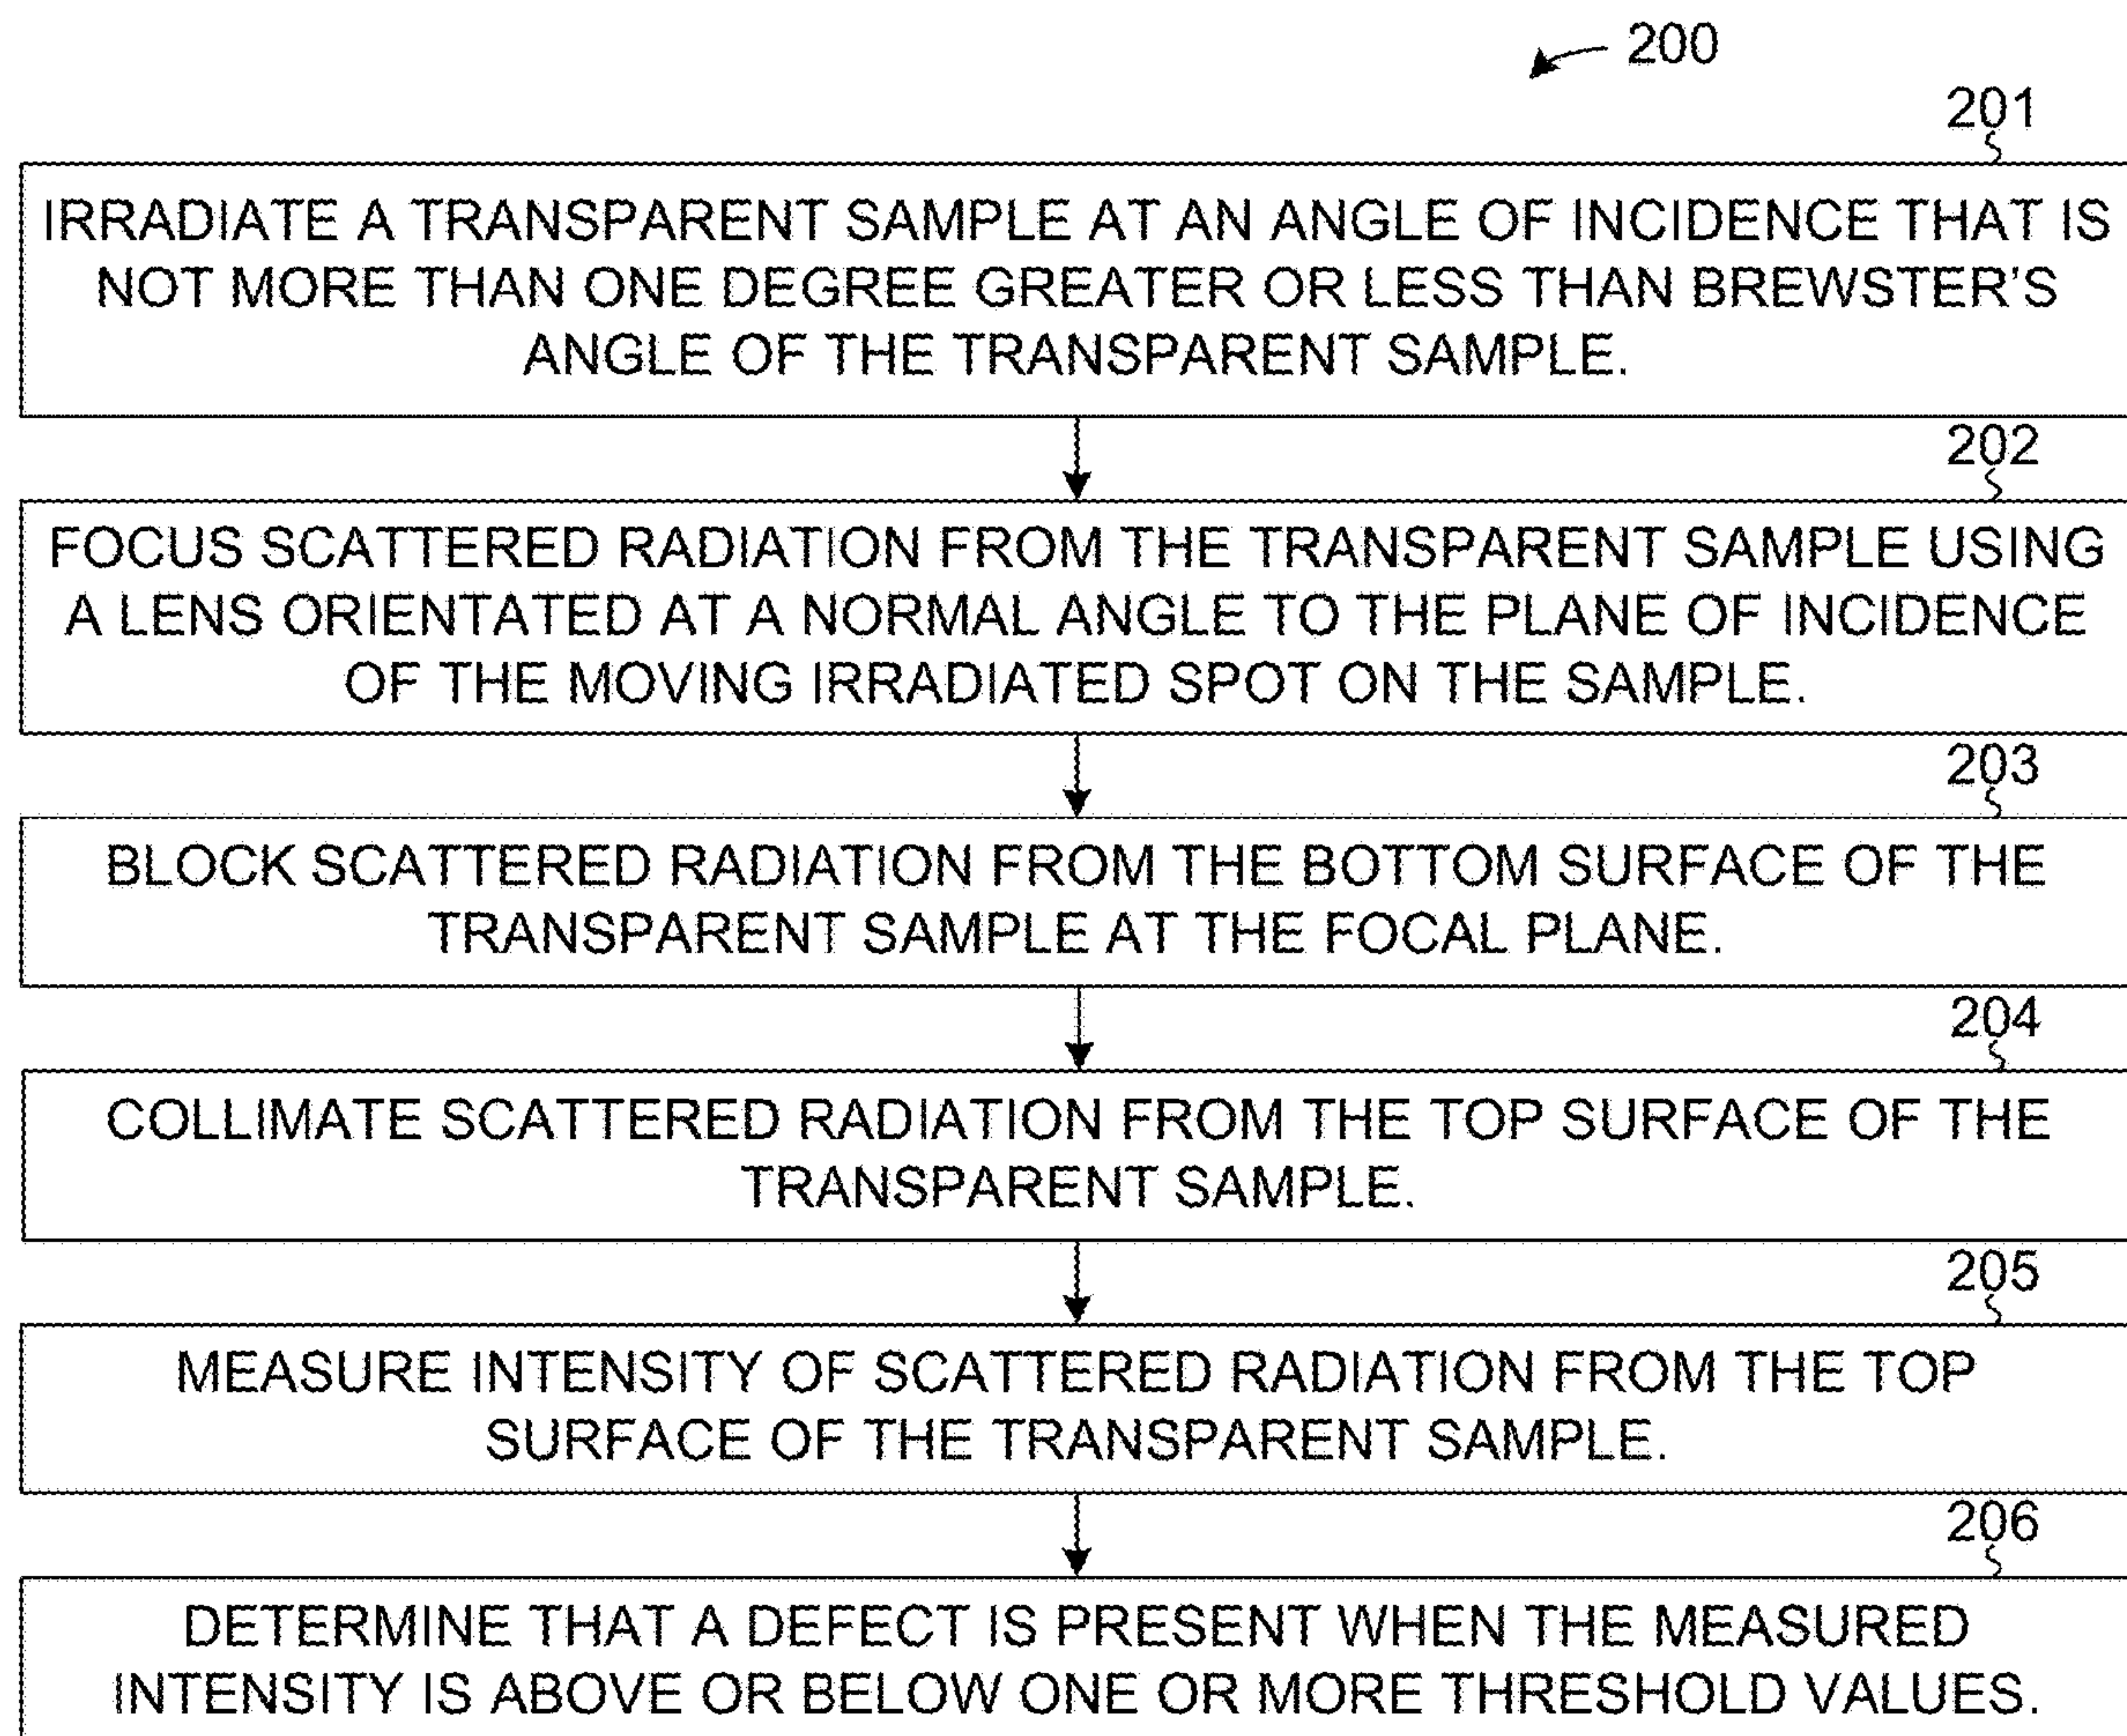 200
201
IRRADIATE A TRANSPARENT SAMPLE AT AN ANGLE OF INCIDENCE THAT IS
NOT MORE THAN ONE DEGREE GREATER OR LESS THAN BREWSTER'S
ANGLE OF THE TRANSPARENT SAMPLE.
202
FOCUS SCATTERED RADIATION FROM THE TRANSPARENT SAMPLE USING
A LENS ORIENTATED AT A NORMAL ANGLE TO THE PLANE OF INCIDENCE
OF THE MOVING IRRADIATED SPOT ON THE SAMPLE.
203
BLOCK SCATTERED RADIATION FROM THE BOTTOM SURFACE OF THE
TRANSPARENT SAMPLE AT THE FOCAL PLANE.
204
COLLIMATE SCATTERED RADIATION FROM THE TOP SURFACE OF THE
TRANSPARENT SAMPLE.
205
MEASURE INTENSITY OF SCATTERED RADIATION FROM THE TOP
SURFACE OF THE TRANSPARENT SAMPLE.
206
DETERMINE THAT A DEFECT IS PRESENT WHEN THE MEASURED
INTENSITY IS ABOVE OR BELOW ONE OR MORE THRESHOLD VALUES.